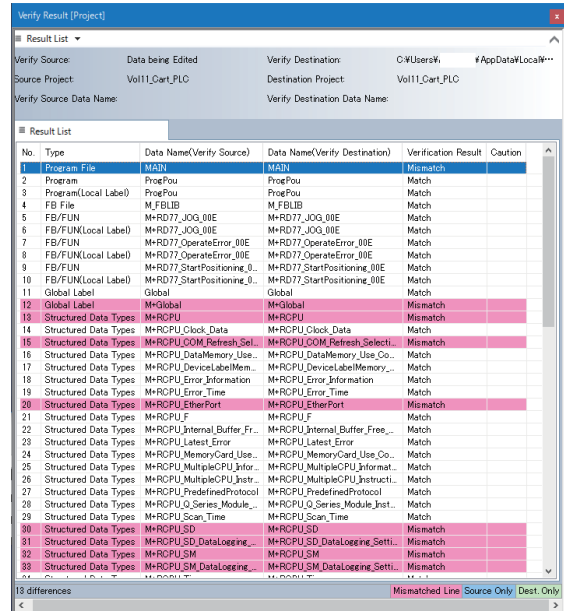 Verify Result [Project]
Result List
Verify Source: Data being Edited Verify Destination: C:¥Users¥ ¥AppData¥Local¥…
Source Project: Vol11_Cart_PLC Destination Project: Vol11_Cart_PLC
Verify Source Data Name: Verify Destination Data Name:
Result List
No. Type Data Name(Verify Source) Data Name(Verify Destination) Verification Result Caution
1 Program File MAIN MAIN Mismatch
2 Program ProgPou ProgPou Match
3 Program(Local Label) ProgPou ProgPou Match
4 FB File M_FBLIB M_FBLIB Match
5 FB/FUN M+RD77_JOG_00E M+RD77_JOG_00E Match
6 FB/FUN(Local Label) M+RD77_JOG_00E M+RD77_JOG_00E Match
7 FB/FUN M+RD77_OperateError_00E M+RD77_OperateError_00E Match
8 FB/FUN(Local Label) M+RD77_OperateError_00E M+RD77_OperateError_00E Match
9 FB/FUN M+RD77_StartPositioning_0... M+RD77_StartPositioning_0... Match
10 FB/FUN(Local Label) M+RD77_StartPositioning_0... M+RD77_StartPositioning_0... Match
11 Global Label Global Global Match
12 Global Label M+Global M+Global Mismatch
13 Structured Data Types M+RCPU M+RCPU Mismatch
14 Structured Data Types M+RCPU_Clock_Data M+RCPU_Clock_Data Match
15 Structured Data Types M+RCPU_COM_Refresh_Sel... M+RCPU_COM_Refresh_Selecti... Mismatch
16 Structured Data Types M+RCPU_DataMemory_Use... M+RCPU_DataMemory_Use_Co... Match
17 Structured Data Types M+RCPU_DeviceLabelMem... M+RCPU_DeviceLabelMemory_... Match
18 Structured Data Types M+RCPU_Error_Information M+RCPU_Error_Information Match
19 Structured Data Types M+RCPU_Error_Time M+RCPU_Error_Time Match
20 Structured Data Types M+RCPU_EtherPort M+RCPU_EtherPort Mismatch
21 Structured Data Types M+RCPU_F M+RCPU_F Match
22 Structured Data Types M+RCPU_Internal_Buffer_Fr... M+RCPU_Internal_Buffer_Free_... Match
23 Structured Data Types M+RCPU_Latest_Error M+RCPU_Latest_Error Match
24 Structured Data Types M+RCPU_MemoryCard_Use... M+RCPU_MemoryCard_Use_Co... Match
25 Structured Data Types M+RCPU_MultipleCPU_Infor... M+RCPU_MultipleCPU_Informat... Match
26 Structured Data Types M+RCPU_MultipleCPU_Instr... M+RCPU_MultipleCPU_Instructi... Match
27 Structured Data Types M+RCPU_PredefinedProtocol M+RCPU_PredefinedProtocol Match
28 Structured Data Types M+RCPU_Q_Series_Module_... M+RCPU_Q_Series_Module_Inst... Match
29 Structured Data Types M+RCPU_Scan_Time M+RCPU_Scan_Time Match
30 Structured Data Types M+RCPU_SD M+RCPU_SD Mismatch
31 Structured Data Types M+RCPU_SD_DataLogging_... M+RCPU_SD_DataLogging_Setti... Mismatch
32 Structured Data Types M+RCPU_SM M+RCPU_SM Mismatch
33 Structured Data Types M+RCPU_SM_DataLogging_... M+RCPU_SM_DataLogging_Setti... Mismatch
13 differences Mismatched Line Source Only Dest. Only